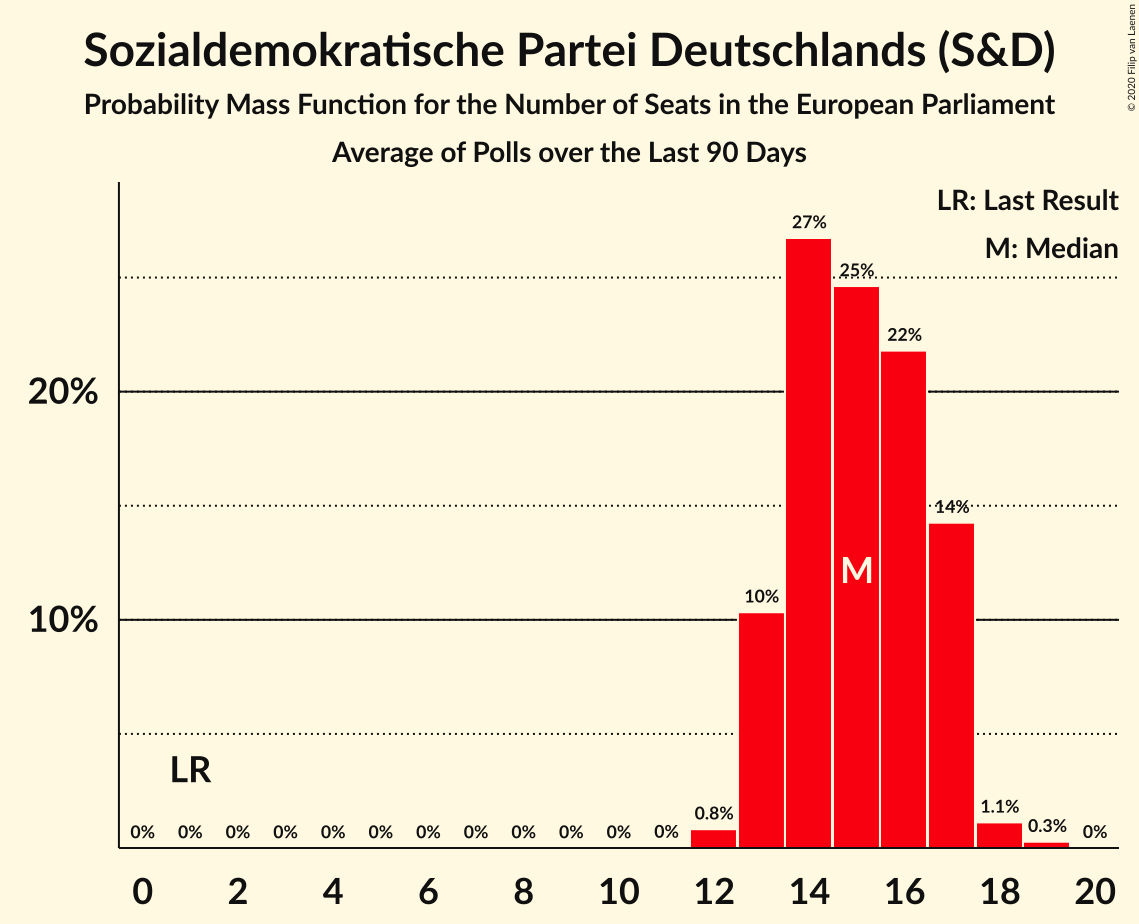 Sozialdemokratische Partei Deutschlands (S&D)
Probability Mass Function for the Number of Seats in the European Parliament
Average of Polls over the Last 90 Days
© 2020 Filip van Laenen
LR: Last Result
M: Median
27%
25%
22%
20%
14%
M
10%
10%
LR
0% 0% 0% 0% 0% 0% 0% 0% 0% 0% 0% 0% 0.8% 1.1% 0.3% 0%
0 2 4 6 8 10 12 14 16 18 20